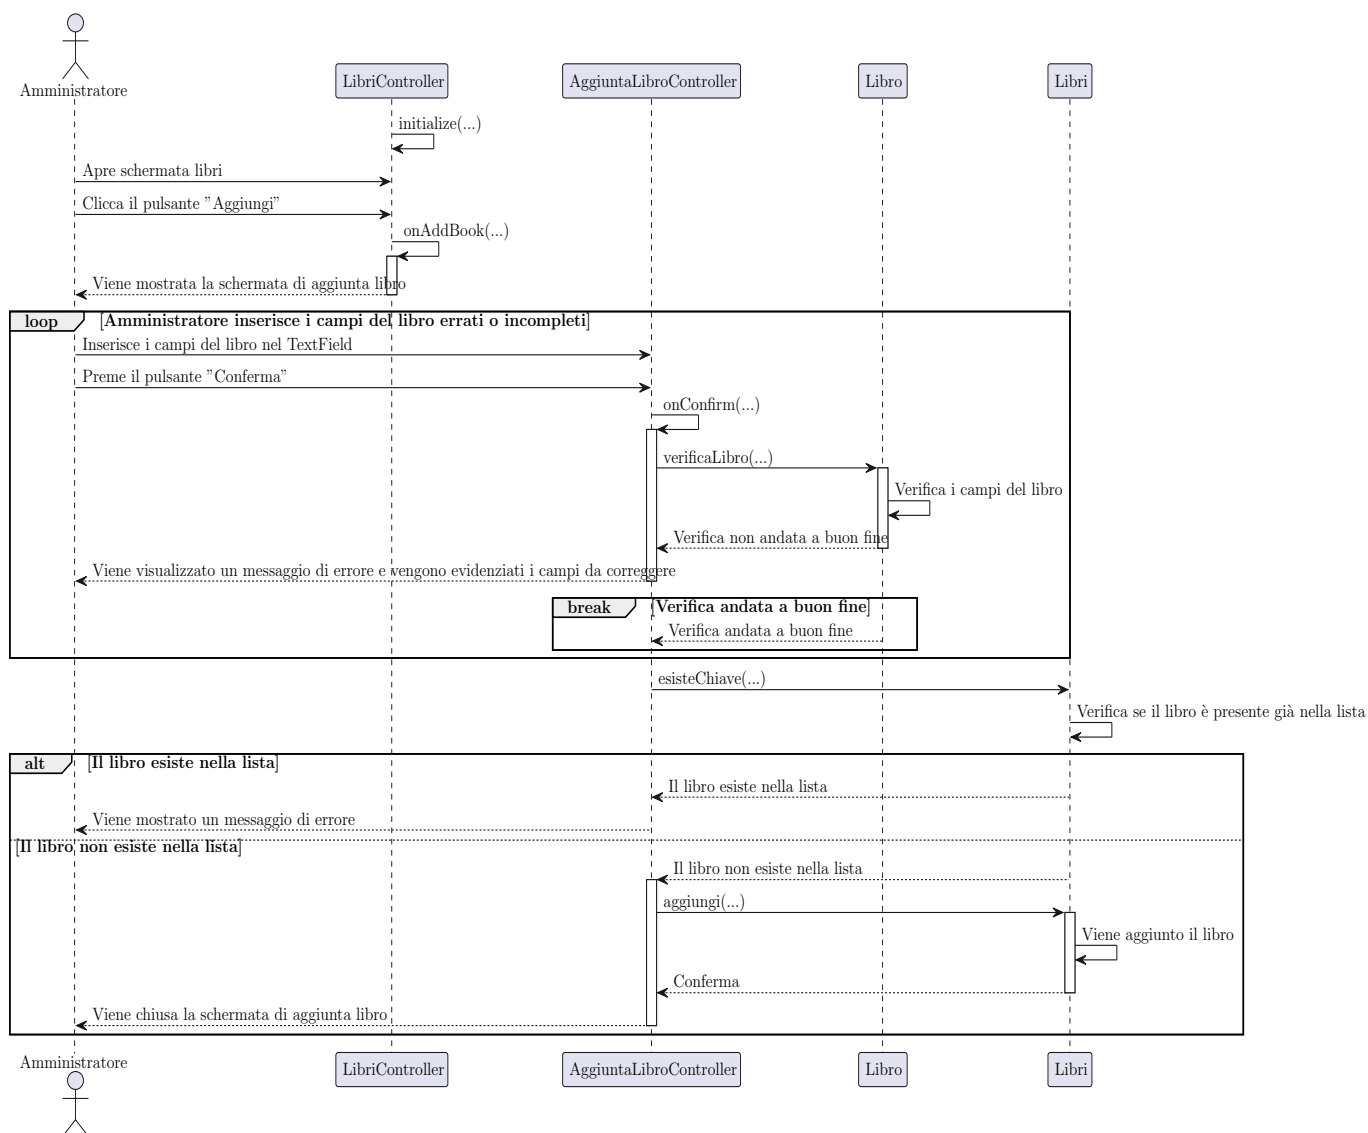 Amministratore
LibriController
AggiuntaLibroController
Libro
Libri
initialize(...)
Apre schermata libri
Clicca il pulsante ”Aggiungi”
onAddBook(...)
Viene mostrata la schermata di aggiunta libro
loop
[Amministratore inserisce i campi del libro errati o incompleti]
Inserisce i campi del libro nel TextField
Preme il pulsante ”Conferma”
onConfirm(...)
verificaLibro(...)
Verifica i campi del libro
Verifica non andata a buon fine
Viene visualizzato un messaggio di errore e vengono evidenziati i campi da correggere
break
[Verifica andata a buon fine]
Verifica andata a buon fine
esisteChiave(...)
Verifica se il libro è presente già nella lista
alt
[Il libro esiste nella lista]
Il libro esiste nella lista
Viene mostrato un messaggio di errore
[Il libro non esiste nella lista]
Il libro non esiste nella lista
aggiungi(...)
Viene aggiunto il libro
Conferma
Viene chiusa la schermata di aggiunta libro
Amministratore
LibriController
AggiuntaLibroController
Libro
Libri